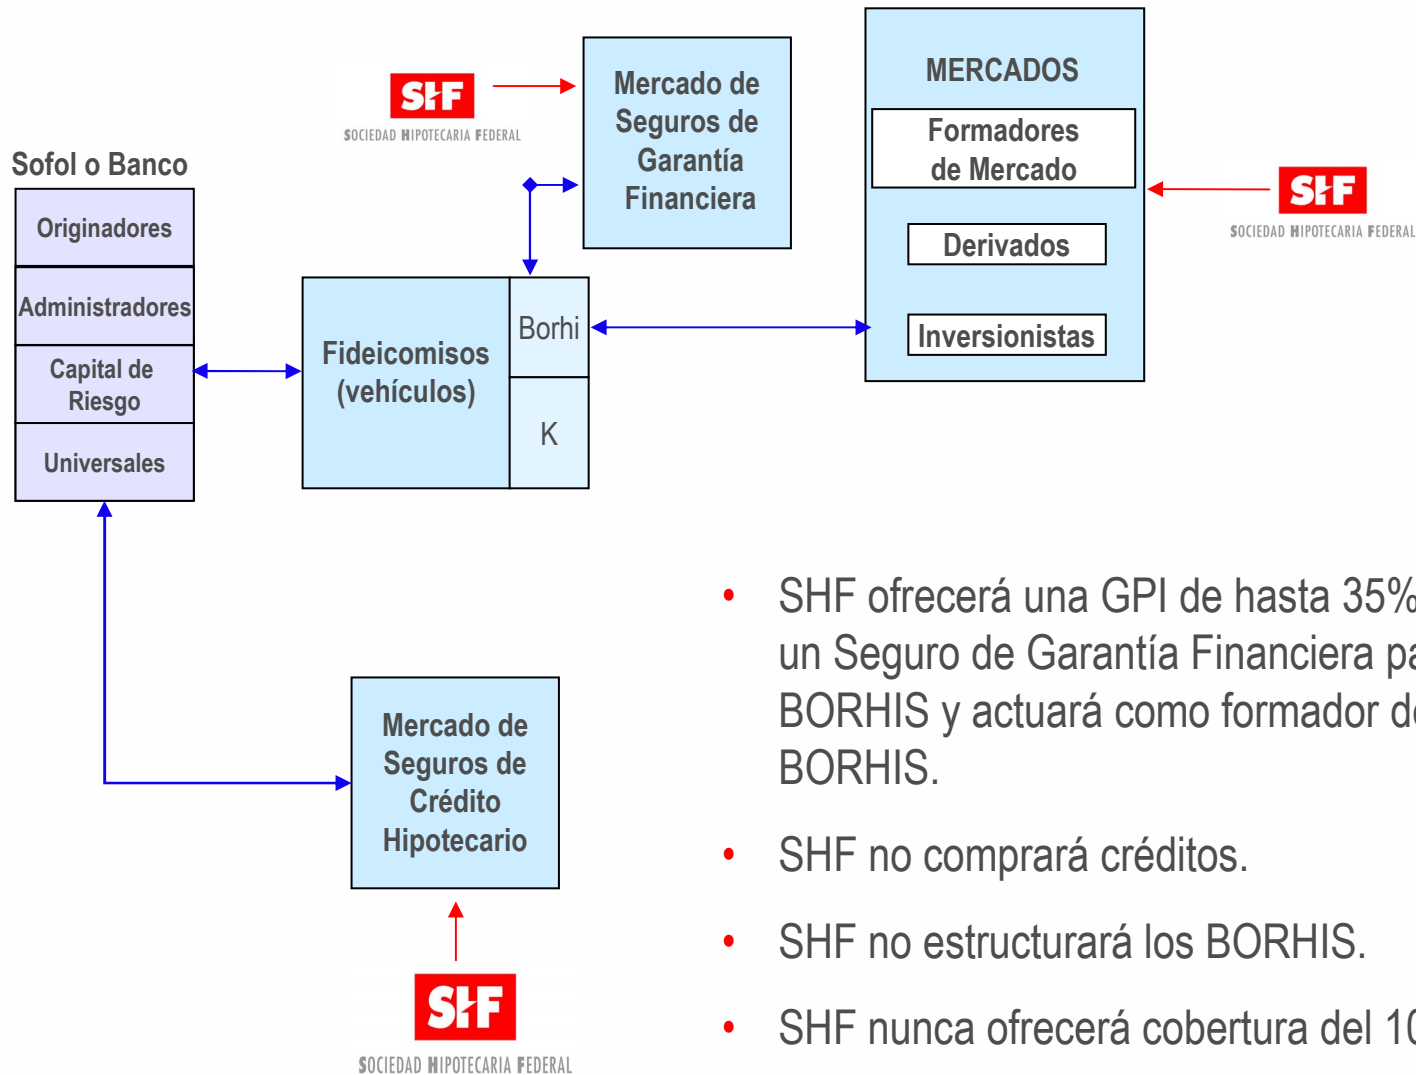 SHF
SOCIEDAD HIPOTECARIA FEDERAL
Mercado de
Seguros de
Garantía
Financiera
MERCADOS
Formadores
de Mercado
Derivados
Inversionistas
SHF
SOCIEDAD HIPOTECARIA FEDERAL
Sofol o Banco
Originadores
Administradores
Capital de
Riesgo
Universales
Fideicomisos
(vehículos)
Borhi
K
Mercado de
Seguros de
Crédito
Hipotecario
SHF
SOCIEDAD HIPOTECARIA FEDERAL
• SHF ofrecerá una GPI de hasta 35%
un Seguro de Garantía Financiera
BORHIS y actuará como formador
BORHIS.
• SHF no comprará créditos.
• SHF no estructurará los BORHIS.
• SHF nunca ofrecerá cobertura del